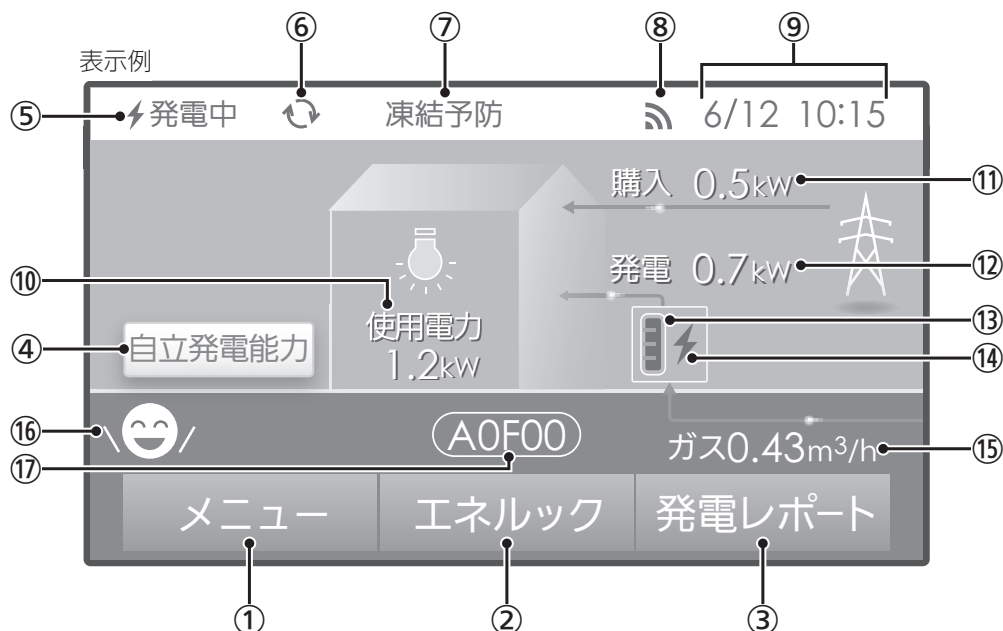 ⑥ ⑦ ⑧ ⑨
表示例
⑤ 発電中 凍結予防 6/12 10:15
購入 0.5kW ⑪
発電 0.7kW ⑫
⑩
使用電力
1.2kW
⑬
④ 自立発電能力
⑭
⑯
A0F00
⑰
ガス0.43m³/h ⑮
メニュー エネルック 発電レポート
① ② ③